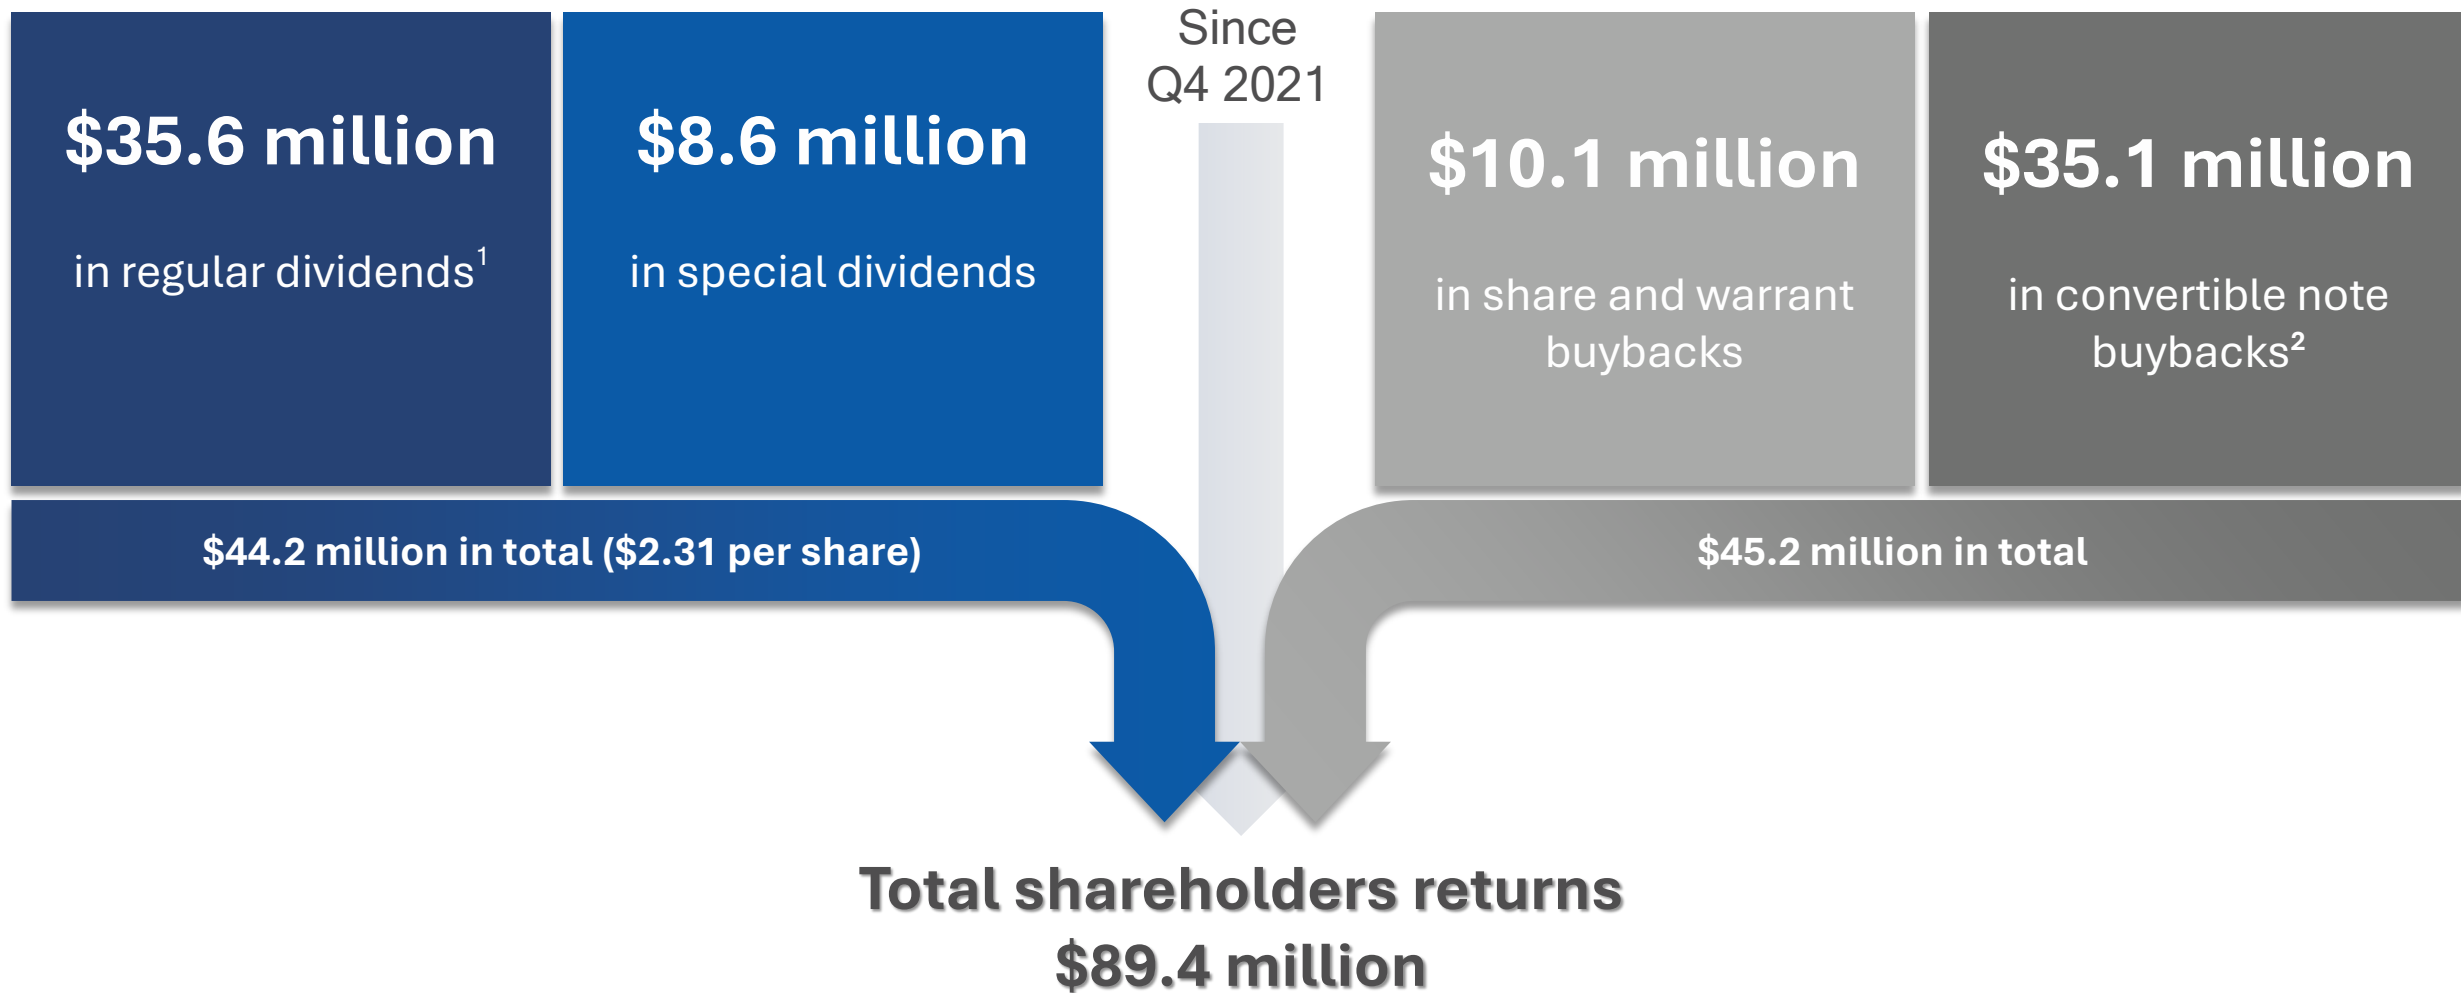 $35.6 million
in regular dividends¹
$8.6 million
in special dividends
Since
Q4 2021
$10.1 million
in share and warrant
buybacks
$35.1 million
in convertible note
buybacks²
$44.2 million in total ($2.31 per share)
$45.2 million in total
Total shareholders returns
$89.4 million